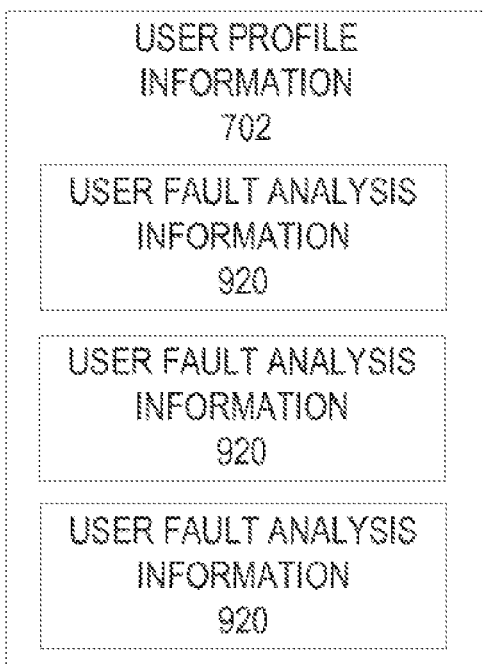 USER PROFILE
INFORMATION
702
USER FAULT ANALYSIS
INFORMATION
920
USER FAULT ANALYSIS
INFORMATION
920
USER FAULT ANALYSIS
INFORMATION
920